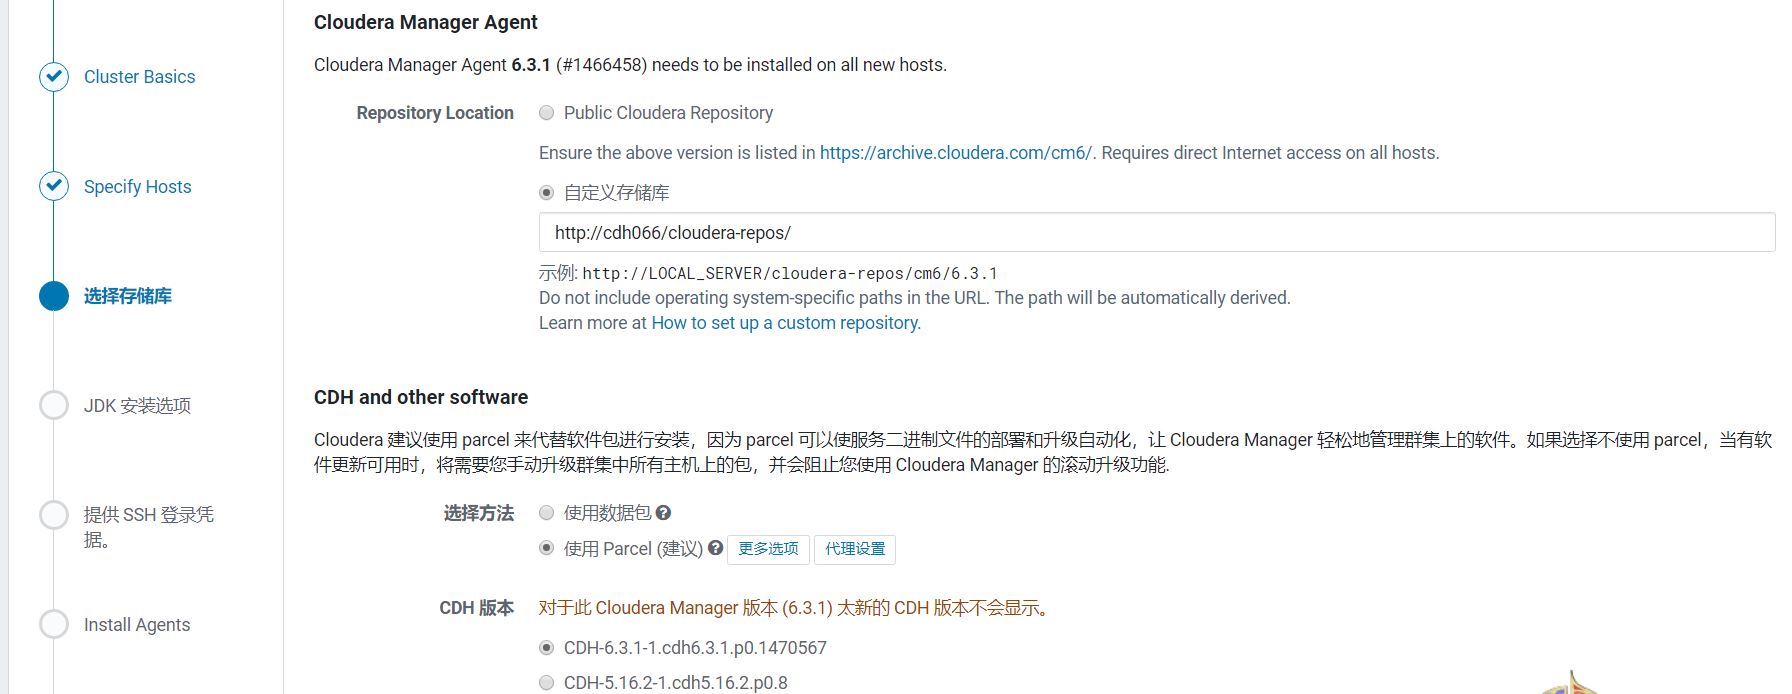 Cloudera Manager Agent
Cloudera Manager Agent 6.3.1 (#1466458) needs to be installed on all new hosts.
Cluster Basics
Repository Location
Public Cloudera Repository
Ensure the above version is listed in https://archive.cloudera.com/cm6/. Requires direct Internet access on all hosts.
Specify Hosts
自定义存储库
http://cdh066/cloudera-repos/
示例: http://LOCAL_SERVER/cloudera-repos/cm6/6.3.1
选择存储库
Do not include operating system-specific paths in the URL. The path will be automatically derived.
Learn more at How to set up a custom repository.
CDH and other software
JDK 安装选项
Cloudera 建议使用 parcel 来代替软件包进行安装，因为 parcel 可以使服务二进制文件的部署和升级自动化，让 Cloudera Manager 轻松地管理群集上的软件。如果选择不使用 parcel，当有软
件更新可用时，将需要您手动升级群集中所有主机上的包，并会阻止您使用 Cloudera Manager 的滚动升级功能.
提供 SSH 登录凭
据。
选择方法
使用数据包
使用 Parcel (建议)
更多选项
代理设置
CDH 版本
对于此 Cloudera Manager 版本 (6.3.1) 太新的 CDH 版本不会显示。
Install Agents
CDH-6.3.1-1.cdh6.3.1.p0.1470567
CDH-5.16.2-1.cdh5.16.2.p0.8